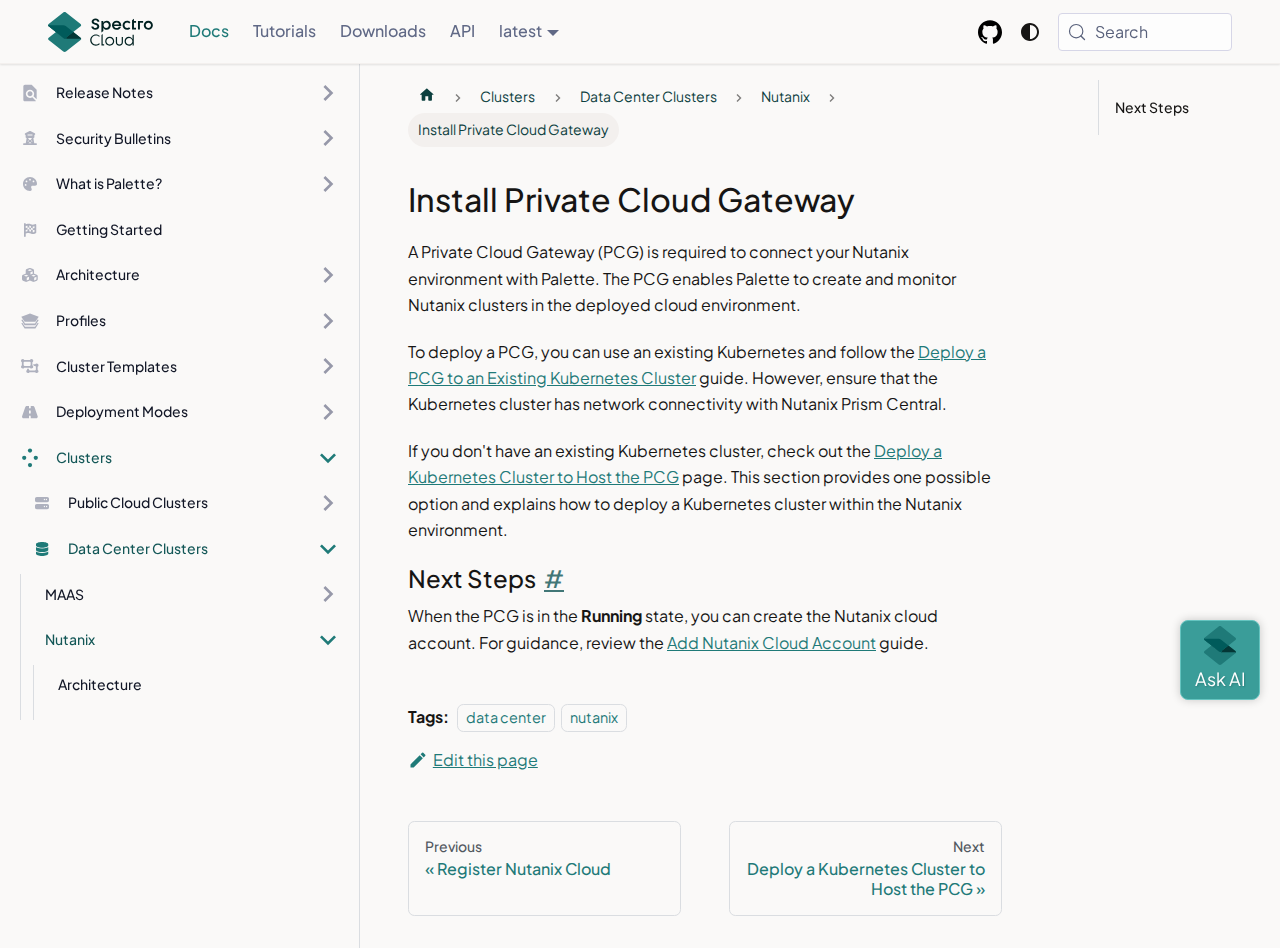 Spectro
Cloud
Docs
Tutorials
Downloads
API
latest
Search
Release Notes
Security Bulletins
What is Palette?
Getting Started
Architecture
Profiles
Cluster Templates
Deployment Modes
Clusters
Public Cloud Clusters
Data Center Clusters
MAAS
Nutanix
Architecture
Clusters
Data Center Clusters
Nutanix
Install Private Cloud Gateway
Install Private Cloud Gateway
A Private Cloud Gateway (PCG) is required to connect your Nutanix
environment with Palette. The PCG enables Palette to create and monitor
Nutanix clusters in the deployed cloud environment.
To deploy a PCG, you can use an existing Kubernetes and follow the Deploy a
PCG to an Existing Kubernetes Cluster guide. However, ensure that the
Kubernetes cluster has network connectivity with Nutanix Prism Central.
If you don't have an existing Kubernetes cluster, check out the Deploy a
Kubernetes Cluster to Host the PCG page. This section provides one possible
option and explains how to deploy a Kubernetes cluster within the Nutanix
environment.
Next Steps #
When the PCG is in the Running state, you can create the Nutanix cloud
account. For guidance, review the Add Nutanix Cloud Account guide.
Tags: data center nutanix
Edit this page
Previous
« Register Nutanix Cloud
Next
Deploy a Kubernetes Cluster to
Host the PCG »
Next Steps
Ask AI